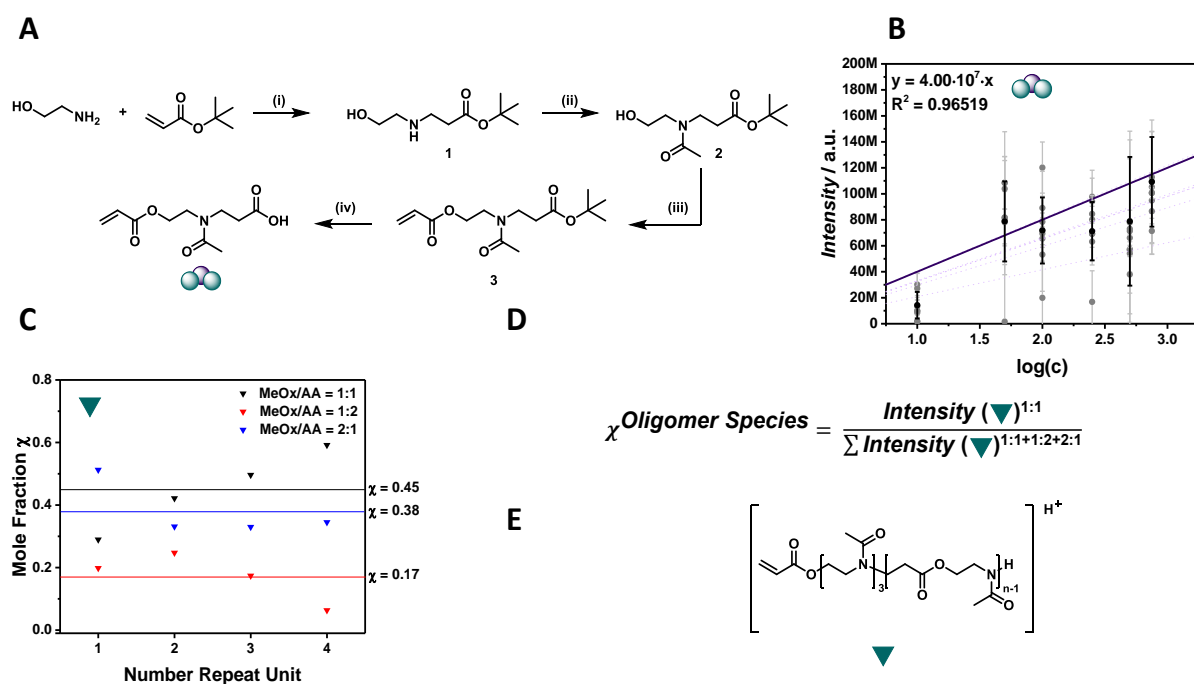 A
HO
NH2
+
O
O
(i)
HO
N
H
O
O
1
(ii)
HO
N
O
O
O
2
(iii)
O
O
N
O
O
O
3
(iv)
O
O
N
O
O
OH
B
y = 4.00·10⁷·x
R² = 0.96519
Intensity / a.u.
200M
180M
160M
140M
120M
100M
80M
60M
40M
20M
0
1.0 1.5 2.0 2.5 3.0
log(c)
C
Mole Fraction χ
0.8
0.6
0.4
0.2
0.0
MeOx/AA = 1:1
MeOx/AA = 1:2
MeOx/AA = 2:1
χ = 0.45
χ = 0.38
χ = 0.17
1 2 3 4
Number Repeat Unit
D
χ Oligomer Species = Intensity (▼)1:1
∑ Intensity (▼)1:1+1:2+2:1
E
O
O
O
N
3
O
O
N
O
H
n-1
H+